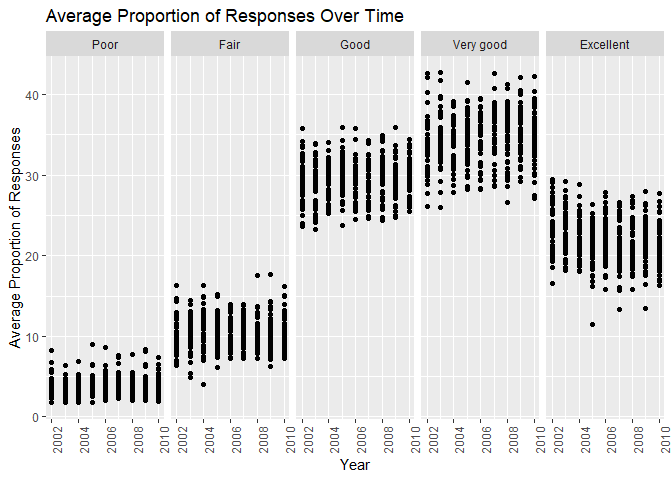 Average Proportion of Responses Over Time
Poor Fair Good Very good Excellent
Average Proportion of Responses
40
30
20
10
0
2002 2004 2006 2008 2010 2002 2004 2006 2008 2010 2002 2004 2006 2008 2010 2002 2004 2006 2008 2010 2002 2004 2006 2008 2010
Year